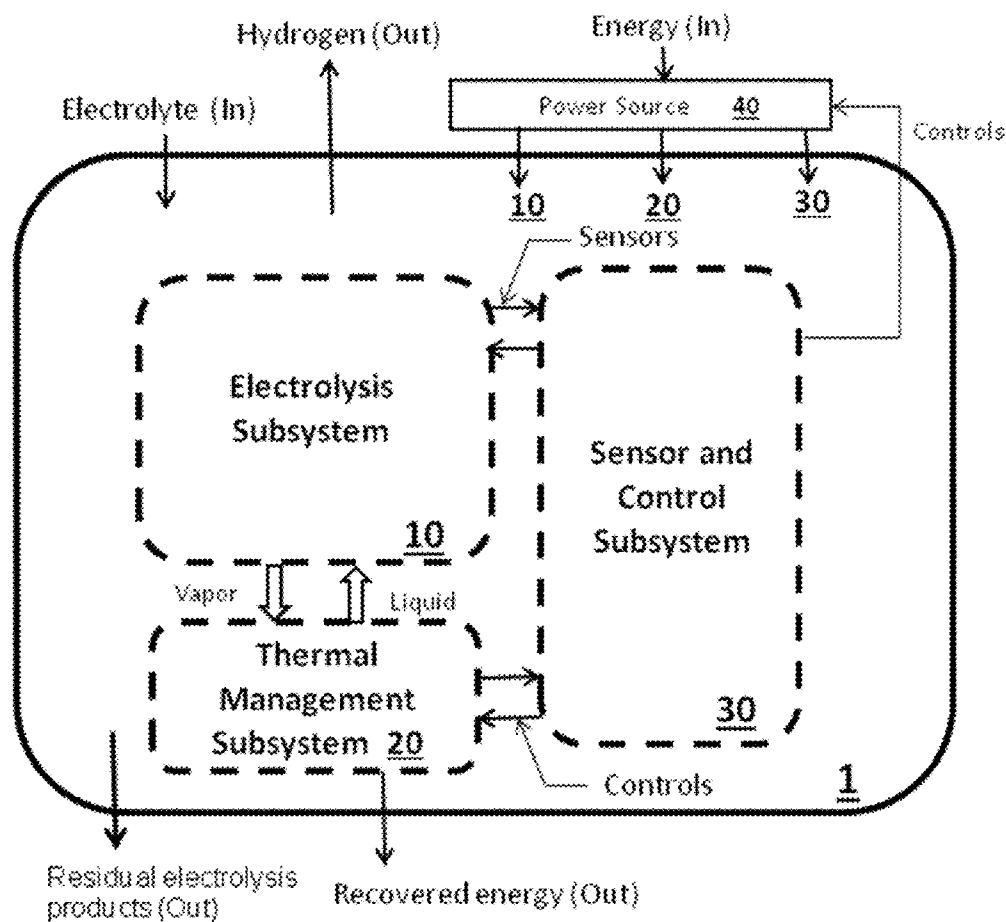 Hydrogen (Out)
Energy (In)
Power Source 40
Electrolyte (In)
Controls
10
20
30
Sensors
Electrolysis
Subsystem
10
Sensor and
Control
Subsystem
30
Vapor
Liquid
Thermal
Management
Subsystem 20
Controls
1
Residual electrolysis
products (Out)
Recovered energy (Out)